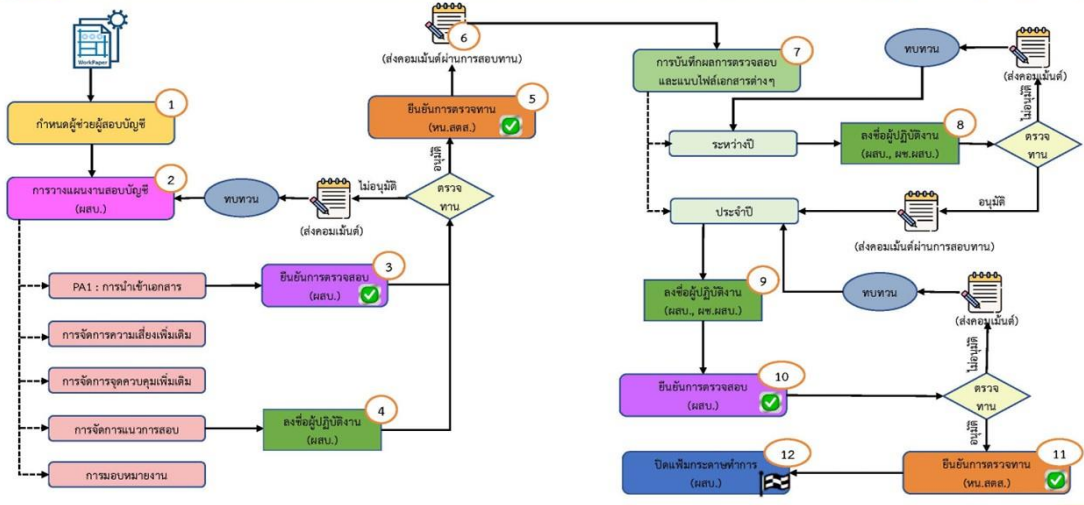 WorkPaper
1
กำหนดผู้ช่วยผู้สอบบัญชี
2
การวางแผนงานสอบบัญชี
(ผสบ.)
PA1 : การนำเข้าเอกสาร
การจัดการความเสี่ยงเพิ่มเติม
การจัดการจุดควบคุมเพิ่มเติม
การจัดการแนวการสอบ
การมอบหมายงาน
3
ยืนยันการตรวจสอบ
(ผสบ.)
4
ลงชื่อผู้ปฏิบัติงาน
(ผสบ.)
ทบทวน
(ส่งคอมเม้นต์)
ไม่อนุมัติ
ตรวจ
ทาน
อนุมัติ
5
ยืนยันการตรวจทาน
(หน.สตส.)
6
(ส่งคอมเม้นต์ผ่านการสอบทาน)
7
การบันทึกผลการตรวจสอบ
และแนบไฟล์เอกสารต่างๆ
ระหว่างปี
8
ลงชื่อผู้ปฏิบัติงาน
(ผสบ., ผช.ผสบ.)
ตรวจ
ทาน
ไม่อนุมัติ
(ส่งคอมเม้นต์)
ทบทวน
อนุมัติ
(ส่งคอมเม้นต์ผ่านการสอบทาน)
ประจำปี
9
ลงชื่อผู้ปฏิบัติงาน
(ผสบ., ผช.ผสบ.)
10
ยืนยันการตรวจสอบ
(ผสบ.)
ตรวจ
ทาน
ไม่อนุมัติ
(ส่งคอมเม้นต์)
ทบทวน
อนุมัติ
11
ยืนยันการตรวจทาน
(หน.สตส.)
12
ปิดแฟ้มกระดาษทำการ
(ผสบ.)